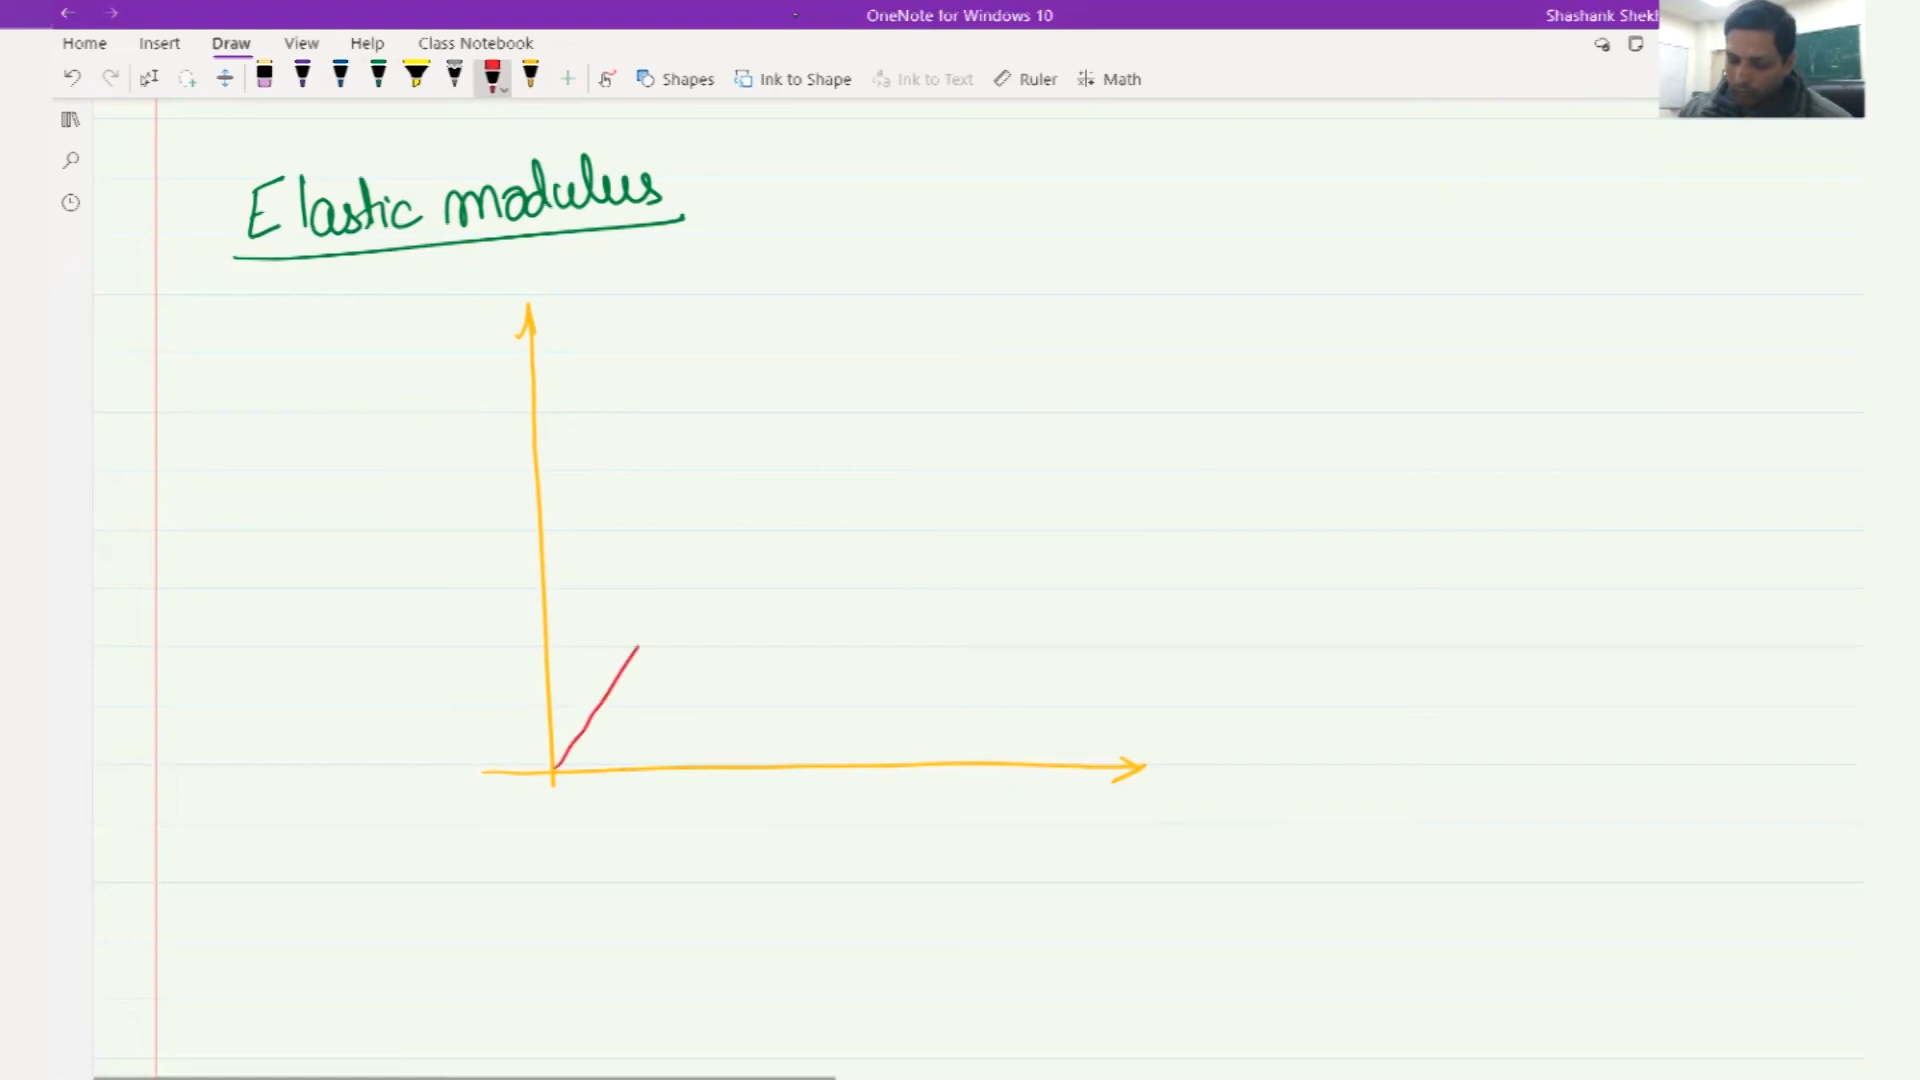 OneNote for Windows 10
Shashank Shekh
Home Insert Draw View Help Class Notebook
Shapes Ink to Shape Ink to Text Ruler Math
Elastic modulus